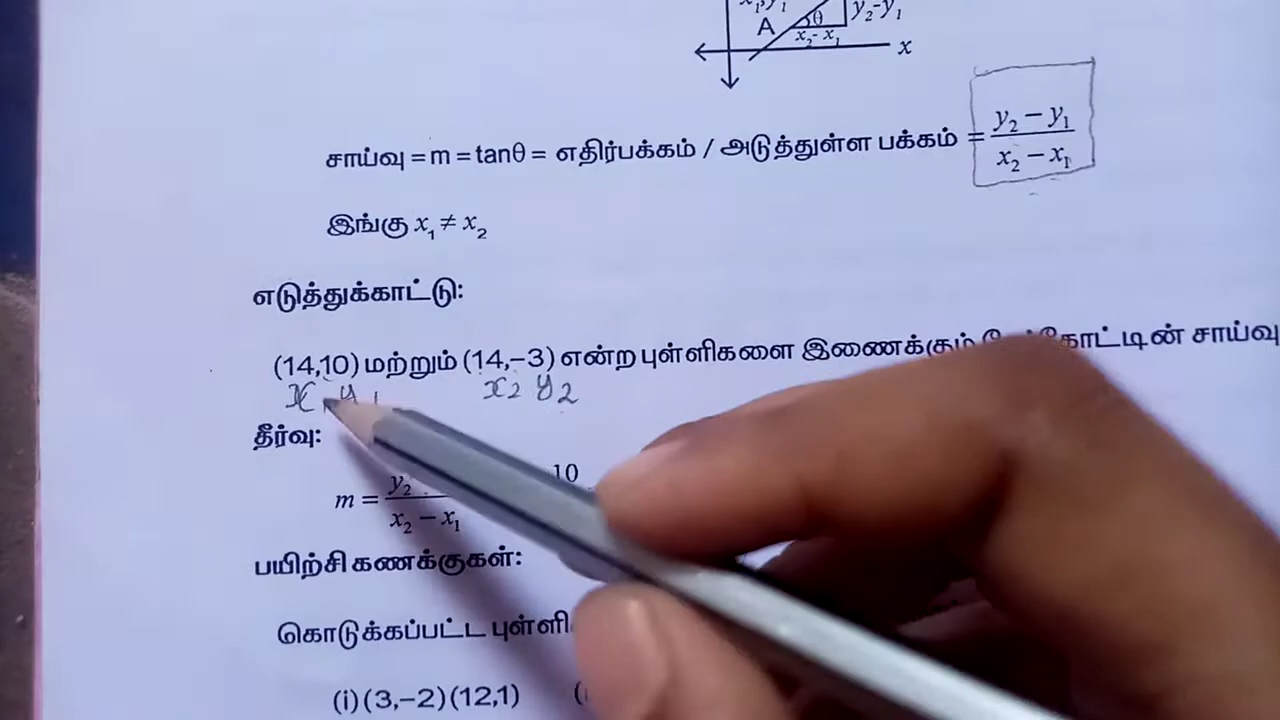 A θ y₂-y₁
x₂- x₁ x
சாய்வு = m = tanθ = எதிர்பக்கம் / அடுத்துள்ள பக்கம் = y₂ – y₁ / x₂ – x₁
இங்கு x₁ ≠ x₂
எடுத்துக்காட்டு:
(14,10) மற்றும் (14,–3) என்ற புள்ளிகளை இணைக்கும் சாய்வு
x₂ y₂
தீர்வு:
m = y₂ / x₂ – x₁ 10
பயிற்சி கணக்குகள்:
கொடுக்கப்பட்ட
(i) (3,–2) (12,1)